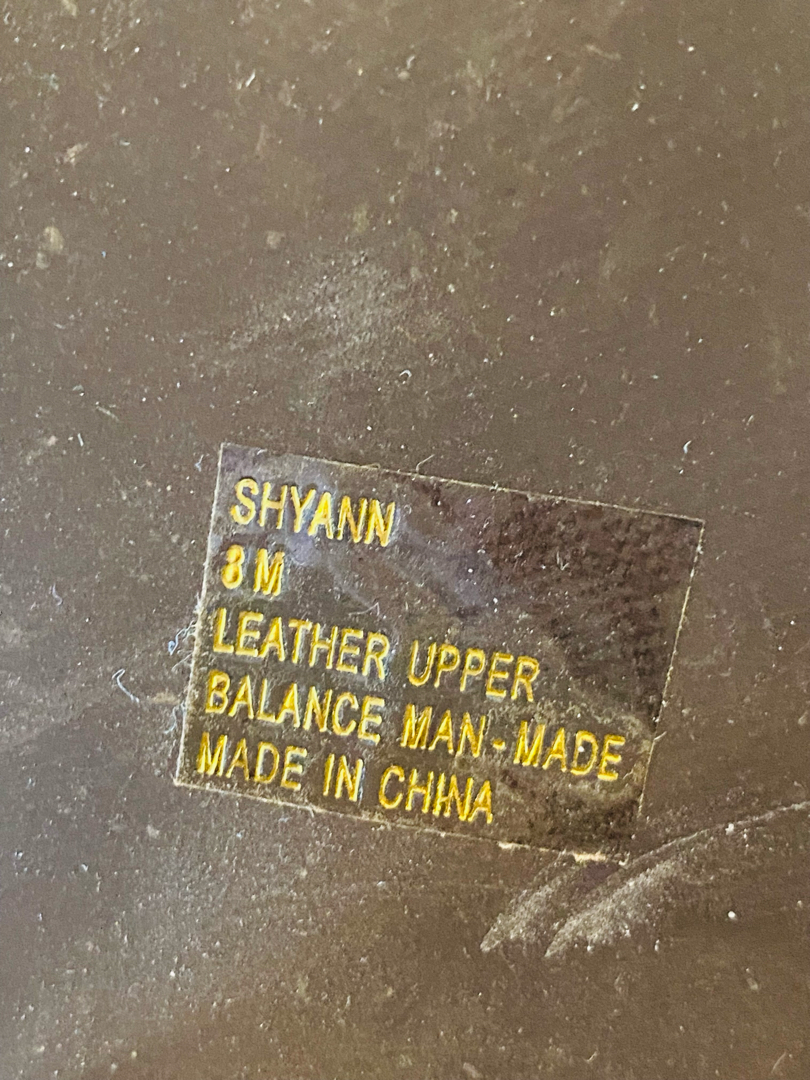 SHYANN
8 M
LEATHER UPPER
BALANCE MAN-MADE
MADE IN CHINA